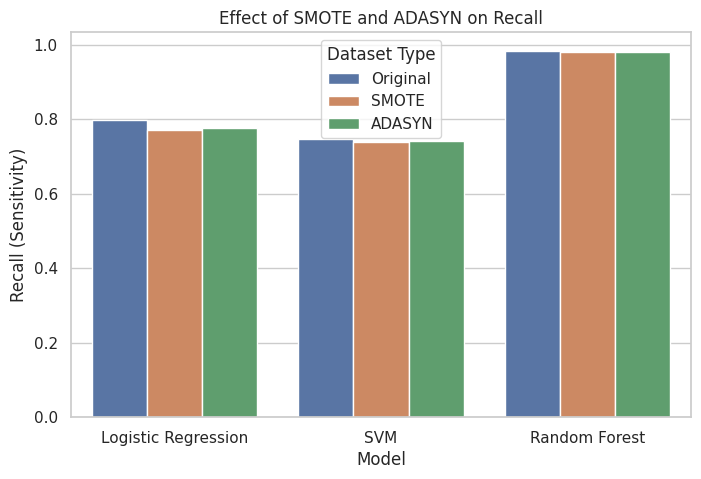 Effect of SMOTE and ADASYN on Recall
Dataset Type
Original
SMOTE
ADASYN
Recall (Sensitivity)
1.0
0.8
0.6
0.4
0.2
0.0
Logistic Regression
SVM
Random Forest
Model